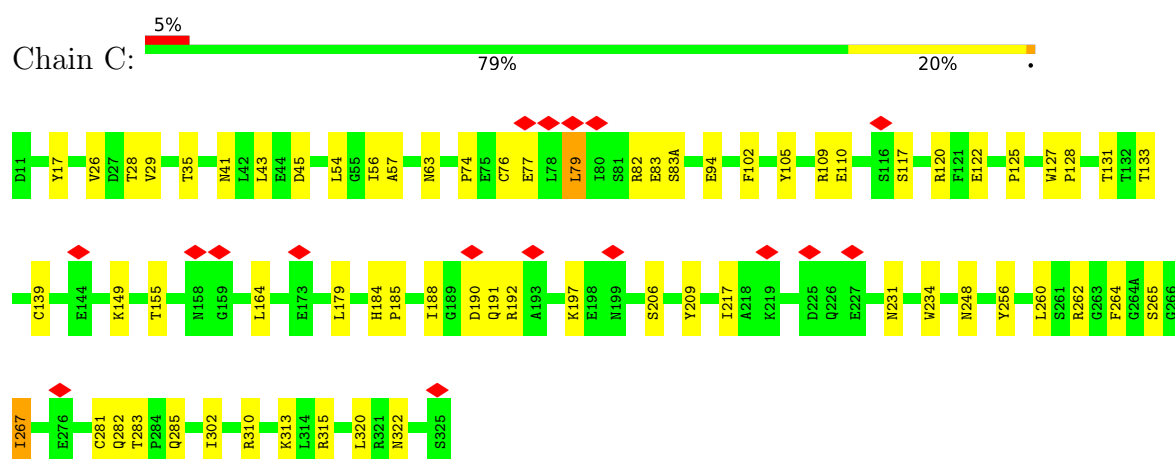 5%
Chain C:
79% 20% •
D11 Y17 V26 D27 T28 V29 T35 N41 L42 L43 E44 D45 L54 G55 I56 A57 N63 P74 E75 C76 E77 L78 L79 I80 S81 R82 E83 S83A E94 F102 Y105 R109 E110 S116 S117 R120 F121 E122 P125 W127 P128 T131 T132 T133
C139 E144 K149 T155 N158 G159 L164 E173 L179 H184 P185 I188 G189 D190 Q191 R192 A193 K197 E198 N199 S206 Y209 I217 A218 K219 D225 Q226 E227 N231 W234 N248 Y256 L260 S261 R262 G263 F264 G264A S265 G266
I267 E276 C281 Q282 T283 P284 Q285 I302 R310 K313 L314 R315 L320 R321 N322 S325